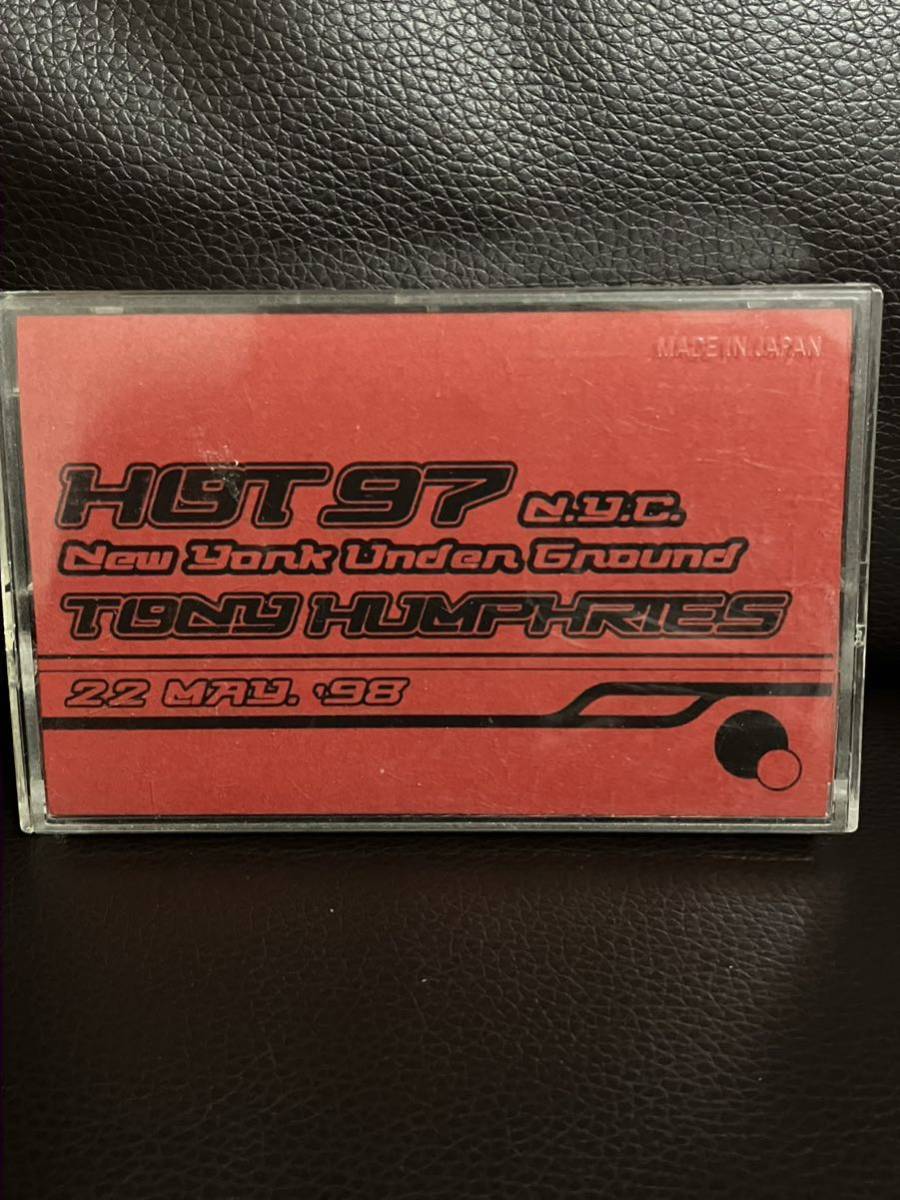 MADE IN JAPAN
HOT 97 N.Y.C.
New York Under Ground
TONY HUMPHRIES
22 MAY. '98